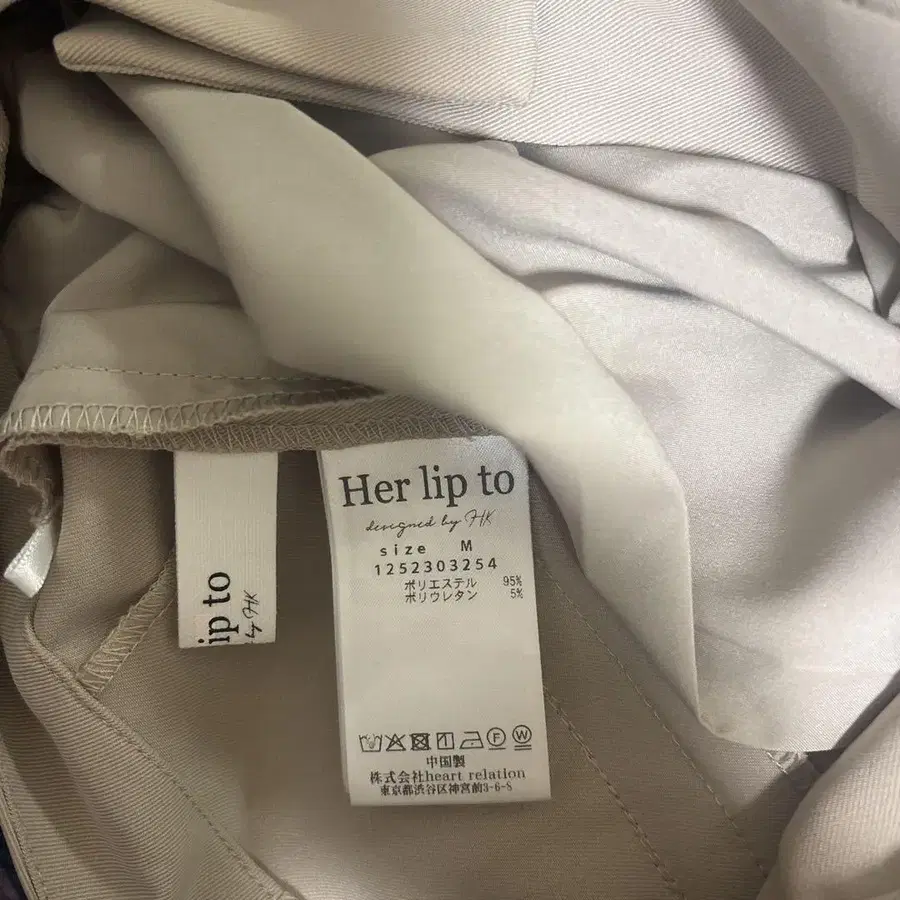 Her lip to
designed by HK
size M
1252303254
ポリエステル 95%
ポリウレタン 5%
F W
中国製
株式会社heart relation
東京都渋谷区神宮前3-6-8
ip to
by HK